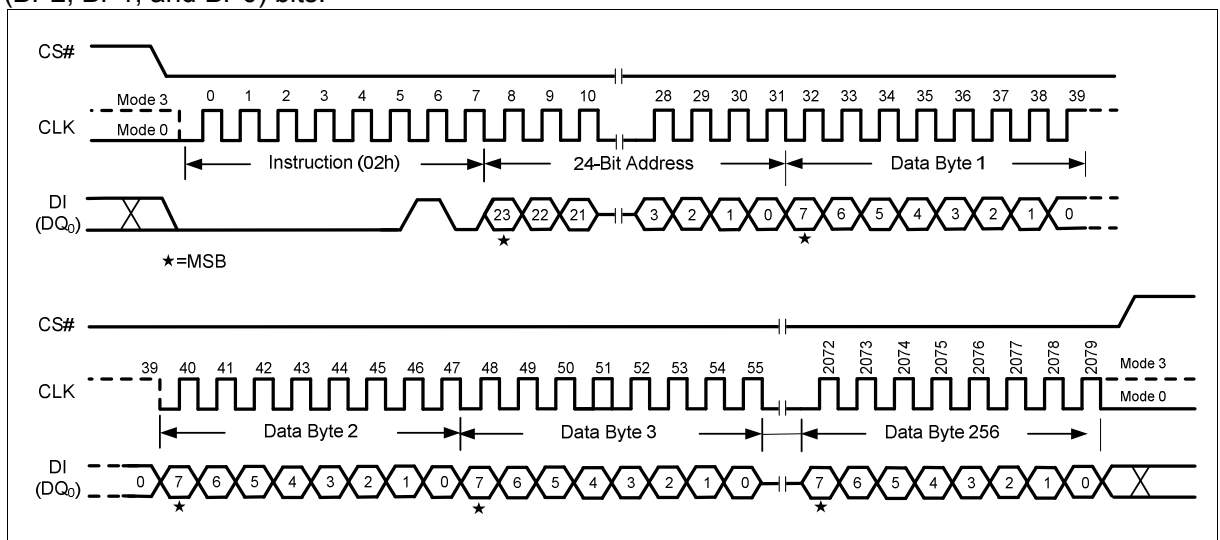 (BP2, BP1, and BP0) bits.
CS#
Mode 3 0 1 2 3 4 5 6 7 8 9 10 28 29 30 31 32 33 34 35 36 37 38 39
CLK Mode 0
Instruction (02h) 24-Bit Address Data Byte 1
DI
(DQ0) 23 22 21 3 2 1 0 7 6 5 4 3 2 1 0
★ ★
★=MSB
CS#
39 40 41 42 43 44 45 46 47 48 49 50 51 52 53 54 55 2072 2073 2074 2075 2076 2077 2078 2079 Mode 3
CLK Mode 0
Data Byte 2 Data Byte 3 Data Byte 256
DI
(DQ0) 0 7 6 5 4 3 2 1 0 7 6 5 4 3 2 1 0 7 6 5 4 3 2 1 0
★ ★ ★